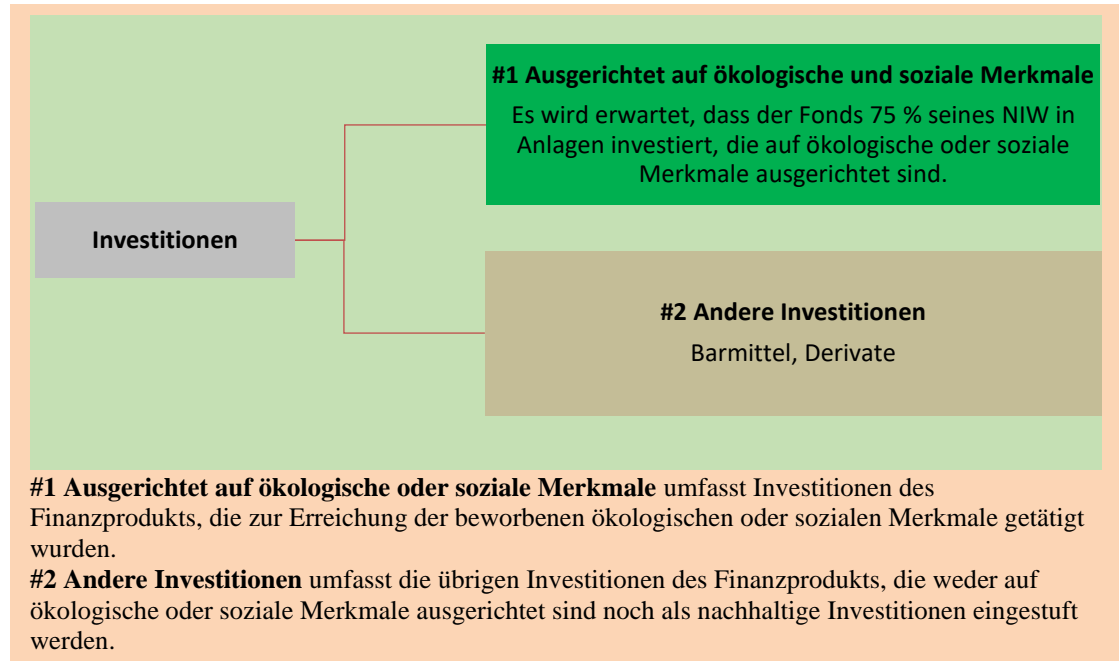 #1 Ausgerichtet auf ökologische und soziale Merkmale
Es wird erwartet, dass der Fonds 75 % seines NIW in
Anlagen investiert, die auf ökologische oder soziale
Merkmale ausgerichtet sind.
Investitionen
#2 Andere Investitionen
Barmittel, Derivate
#1 Ausgerichtet auf ökologische oder soziale Merkmale umfasst Investitionen des
Finanzprodukts, die zur Erreichung der beworbenen ökologischen oder sozialen Merkmale getätigt
wurden.
#2 Andere Investitionen umfasst die übrigen Investitionen des Finanzprodukts, die weder auf
ökologische oder soziale Merkmale ausgerichtet sind noch als nachhaltige Investitionen eingestuft
werden.